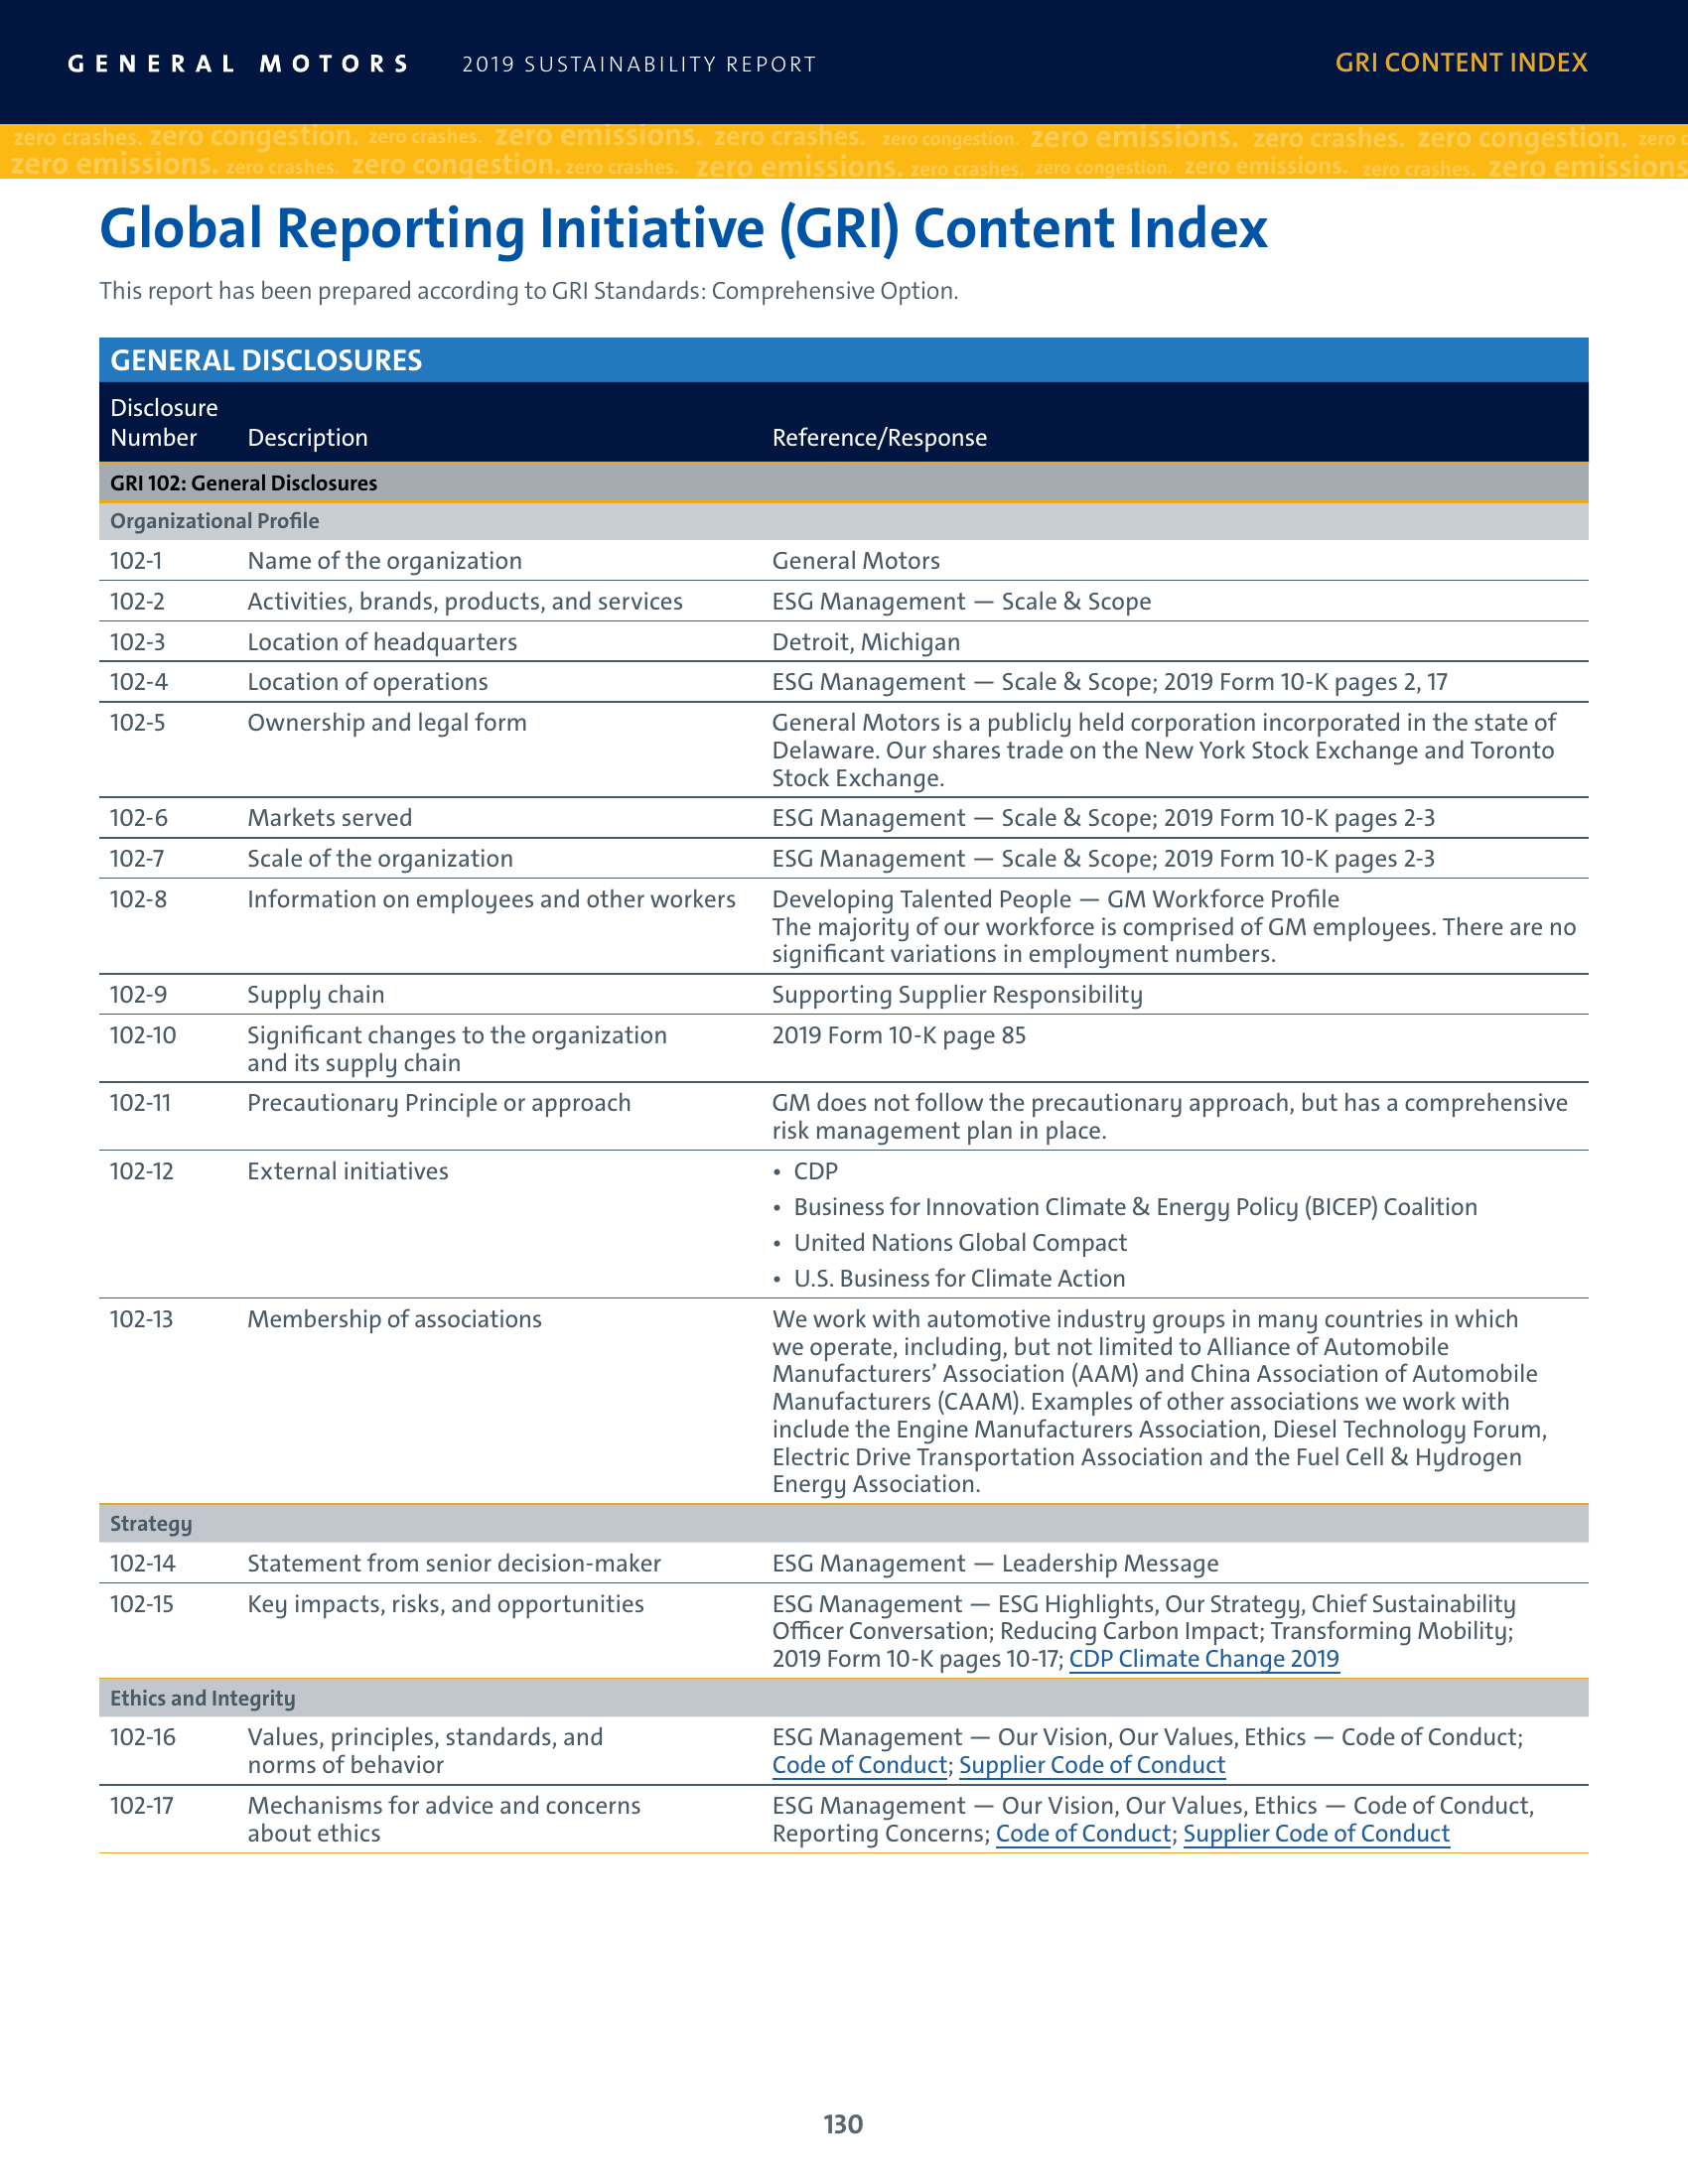 GENERAL MOTORS 2019 SUSTAINABILITY REPORT GRI CONTENT INDEX
zero crashes. zero congestion. zero crashes. zero emissions. zero crashes. zero congestion. zero emissions. zero crashes. zero congestion. zero c
zero emissions. zero crashes. zero congestion. zero crashes. zero emissions. zero crashes. zero congestion. zero emissions. zero crashes. zero emissions
Global Reporting Initiative (GRI) Content Index
This report has been prepared according to GRI Standards: Comprehensive Option.
GENERAL DISCLOSURES
Disclosure
Number Description Reference/Response
GRI 102: General Disclosures
Organizational Profile
102-1 Name of the organization General Motors
102-2 Activities, brands, products, and services ESG Management — Scale & Scope
102-3 Location of headquarters Detroit, Michigan
102-4 Location of operations ESG Management — Scale & Scope; 2019 Form 10-K pages 2, 17
102-5 Ownership and legal form General Motors is a publicly held corporation incorporated in the state of
Delaware. Our shares trade on the New York Stock Exchange and Toronto
Stock Exchange.
102-6 Markets served ESG Management — Scale & Scope; 2019 Form 10-K pages 2-3
102-7 Scale of the organization ESG Management — Scale & Scope; 2019 Form 10-K pages 2-3
102-8 Information on employees and other workers Developing Talented People — GM Workforce Profile
The majority of our workforce is comprised of GM employees. There are no
significant variations in employment numbers.
102-9 Supply chain Supporting Supplier Responsibility
102-10 Significant changes to the organization 2019 Form 10-K page 85
and its supply chain
102-11 Precautionary Principle or approach GM does not follow the precautionary approach, but has a comprehensive
risk management plan in place.
102-12 External initiatives • CDP
• Business for Innovation Climate & Energy Policy (BICEP) Coalition
• United Nations Global Compact
• U.S. Business for Climate Action
102-13 Membership of associations We work with automotive industry groups in many countries in which
we operate, including, but not limited to Alliance of Automobile
Manufacturers’ Association (AAM) and China Association of Automobile
Manufacturers (CAAM). Examples of other associations we work with
include the Engine Manufacturers Association, Diesel Technology Forum,
Electric Drive Transportation Association and the Fuel Cell & Hydrogen
Energy Association.
Strategy
102-14 Statement from senior decision-maker ESG Management — Leadership Message
102-15 Key impacts, risks, and opportunities ESG Management — ESG Highlights, Our Strategy, Chief Sustainability
Officer Conversation; Reducing Carbon Impact; Transforming Mobility;
2019 Form 10-K pages 10-17; CDP Climate Change 2019
Ethics and Integrity
102-16 Values, principles, standards, and ESG Management — Our Vision, Our Values, Ethics — Code of Conduct;
norms of behavior Code of Conduct; Supplier Code of Conduct
102-17 Mechanisms for advice and concerns ESG Management — Our Vision, Our Values, Ethics — Code of Conduct,
about ethics Reporting Concerns; Code of Conduct; Supplier Code of Conduct
130